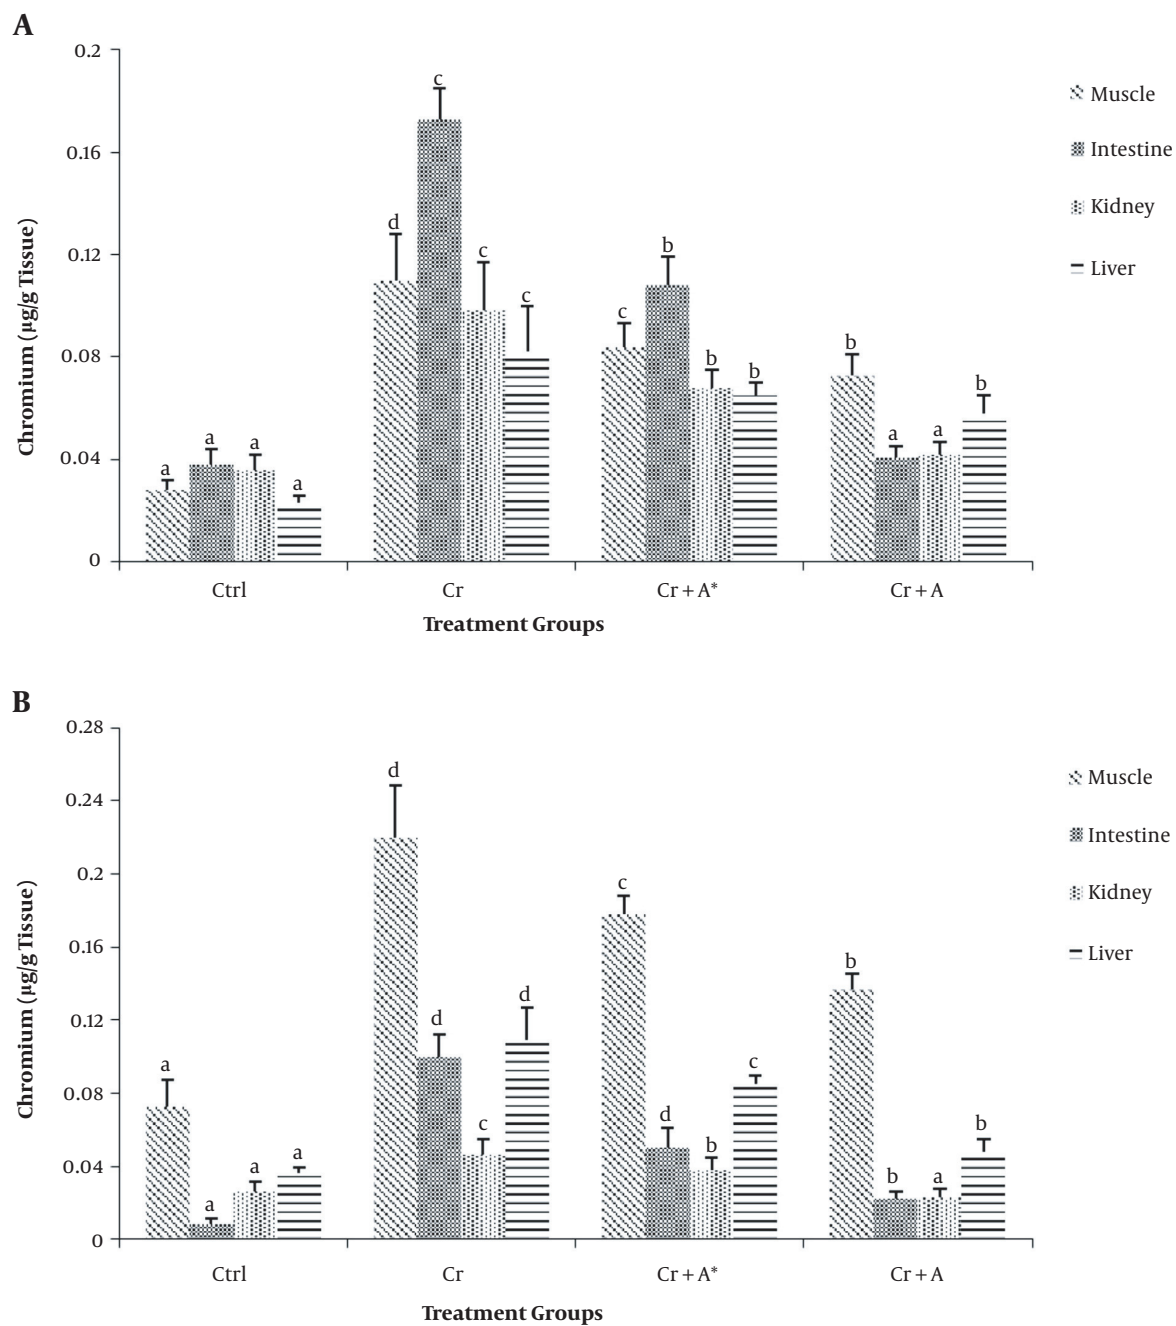 A
0.2
0.16
0.12
0.08
0.04
0
Chromium (µg/g Tissue)
a a a a
d c c c
c b b b
b a a b
Ctrl Cr Cr + A* Cr + A
Treatment Groups
Muscle
Intestine
Kidney
Liver
B
0.28
0.24
0.2
0.16
0.12
0.08
0.04
0
Chromium (µg/g Tissue)
a a a a
d d c d
c d b c
b b a b
Ctrl Cr Cr + A* Cr + A
Treatment Groups
Muscle
Intestine
Kidney
Liver